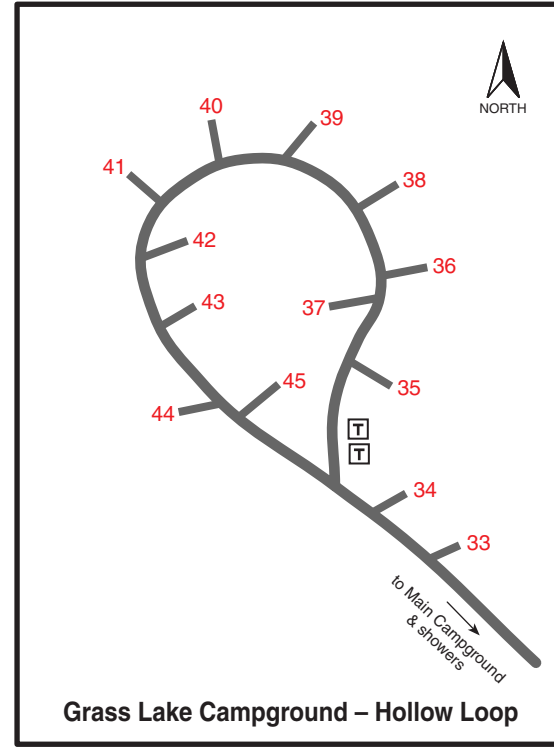 NORTH
40
39
41
38
42
36
43
37
45
35
44
T
T
34
33
to Main Campground
& showers
Grass Lake Campground – Hollow Loop